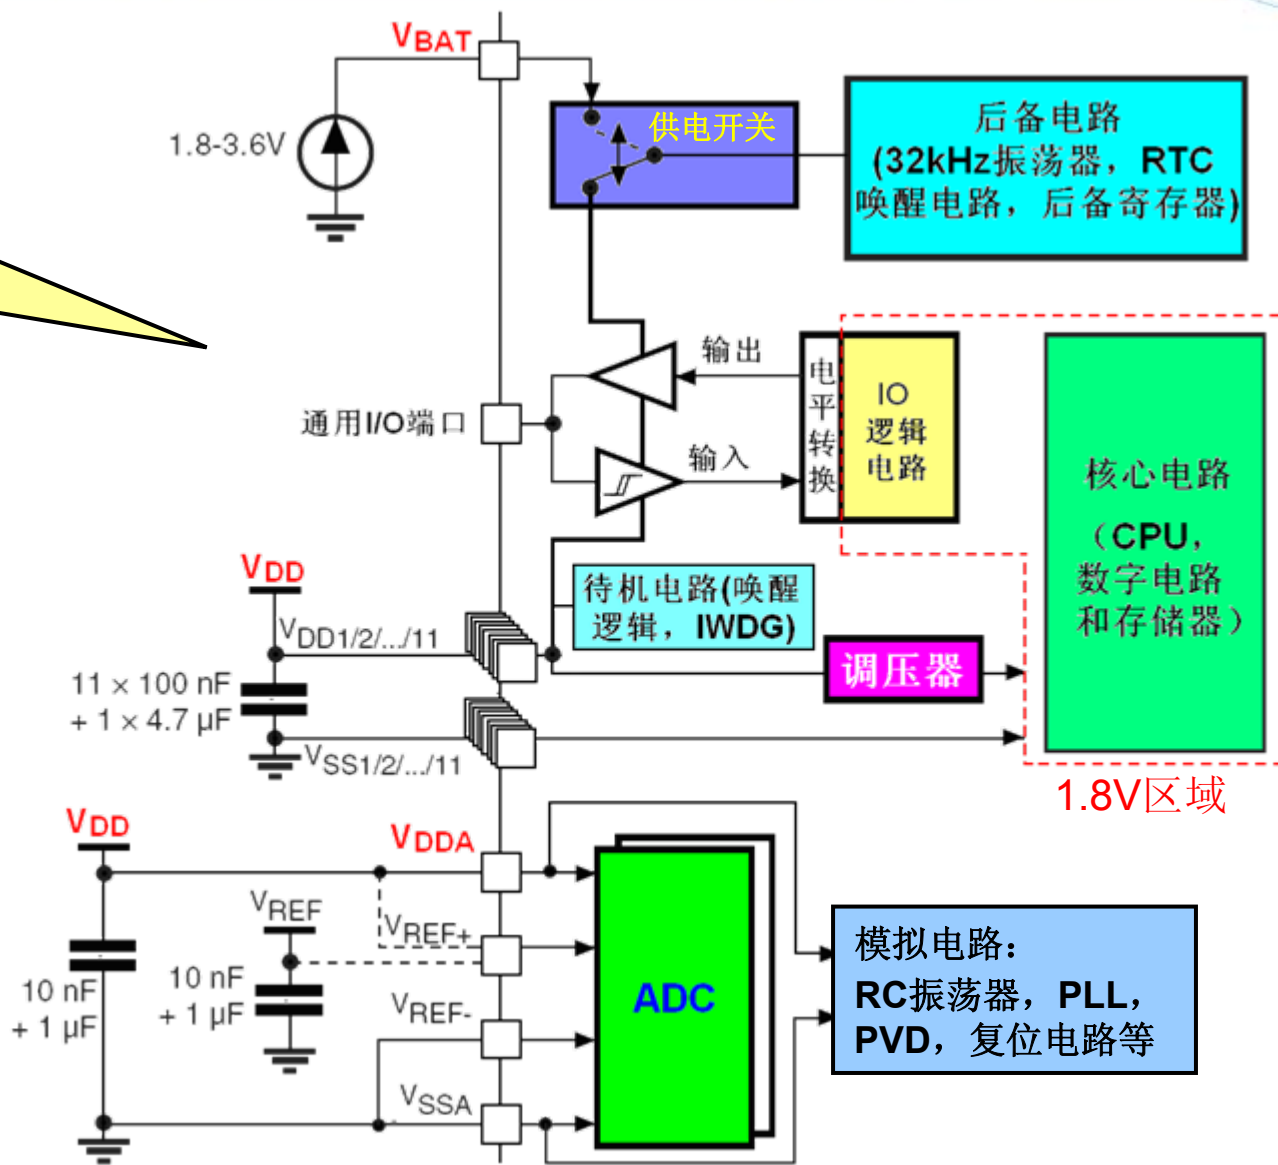 VBAT
1.8-3.6V
供电开关
后备电路
(32kHz振荡器，RTC
唤醒电路，后备寄存器)
输出
通用I/O端口
输入
电
平
转
换
IO
逻辑
电路
核心电路
（CPU，
数字电路
和存储器）
VDD
VDD1/2/.../11
11 × 100 nF
+ 1 × 4.7 µF
VSS1/2/.../11
待机电路(唤醒
逻辑，IWDG)
调压器
1.8V区域
VDD
VDDA
VREF
VREF+
10 nF
+ 1 µF
10 nF
+ 1 µF
VREF-
VSSA
ADC
模拟电路：
RC振荡器，PLL，
PVD，复位电路等